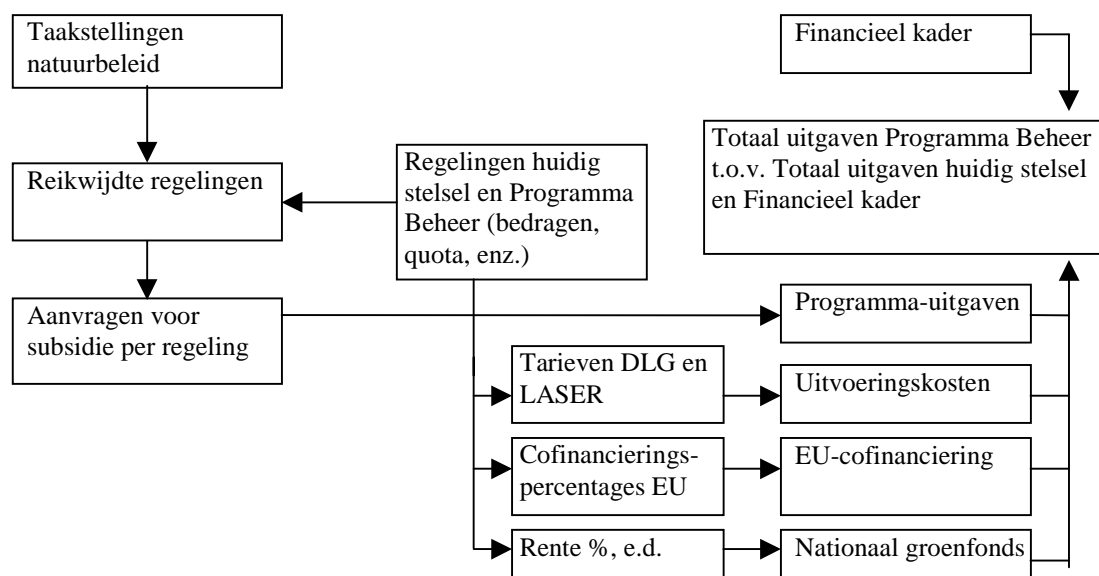 Taakstellingen
natuurbeleid
Financieel kader
Totaal uitgaven Programma Beheer
t.o.v. Totaal uitgaven huidig stelsel
en Financieel kader
Reikwijdte regelingen
Regelingen huidig
stelsel en Programma
Beheer (bedragen,
quota, enz.)
Aanvragen voor
subsidie per regeling
Programma-uitgaven
Tarieven DLG en
LASER
Uitvoeringskosten
Cofinancierings-
percentages EU
EU-cofinanciering
Rente %, e.d.
Nationaal groenfonds